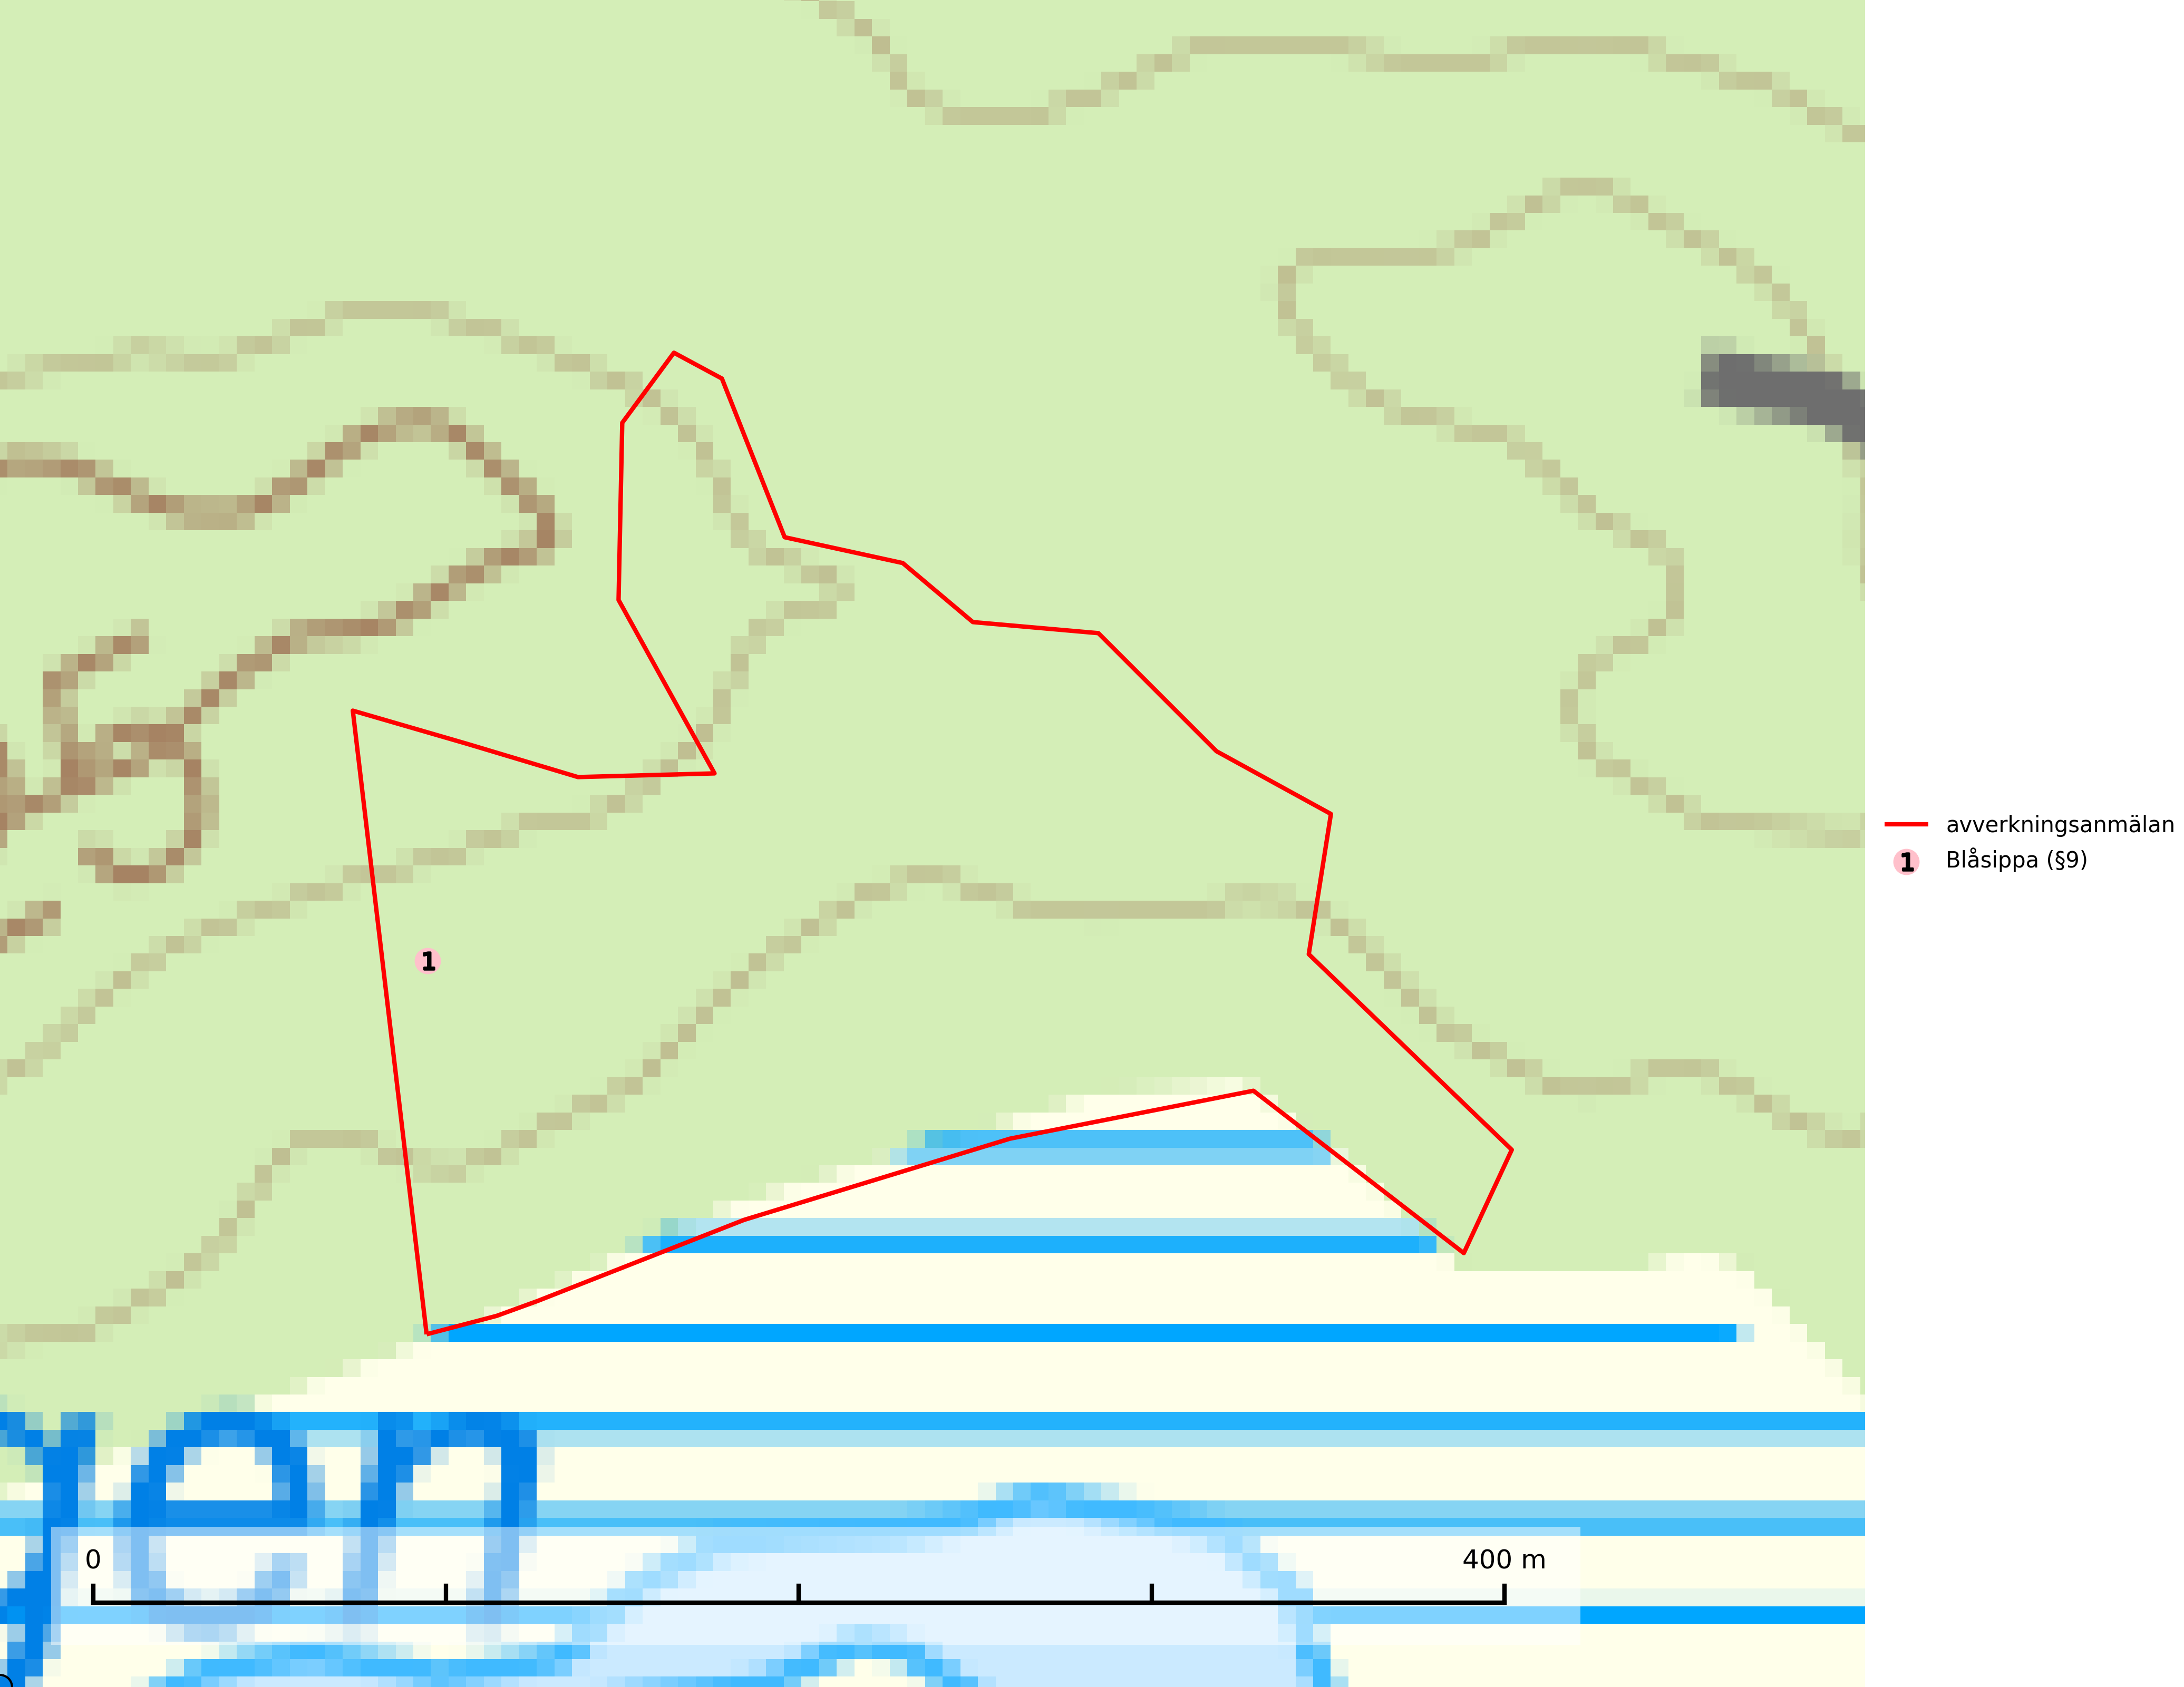 avverkningsanmälan
1 Blåsippa (§9)
1
0 400 m